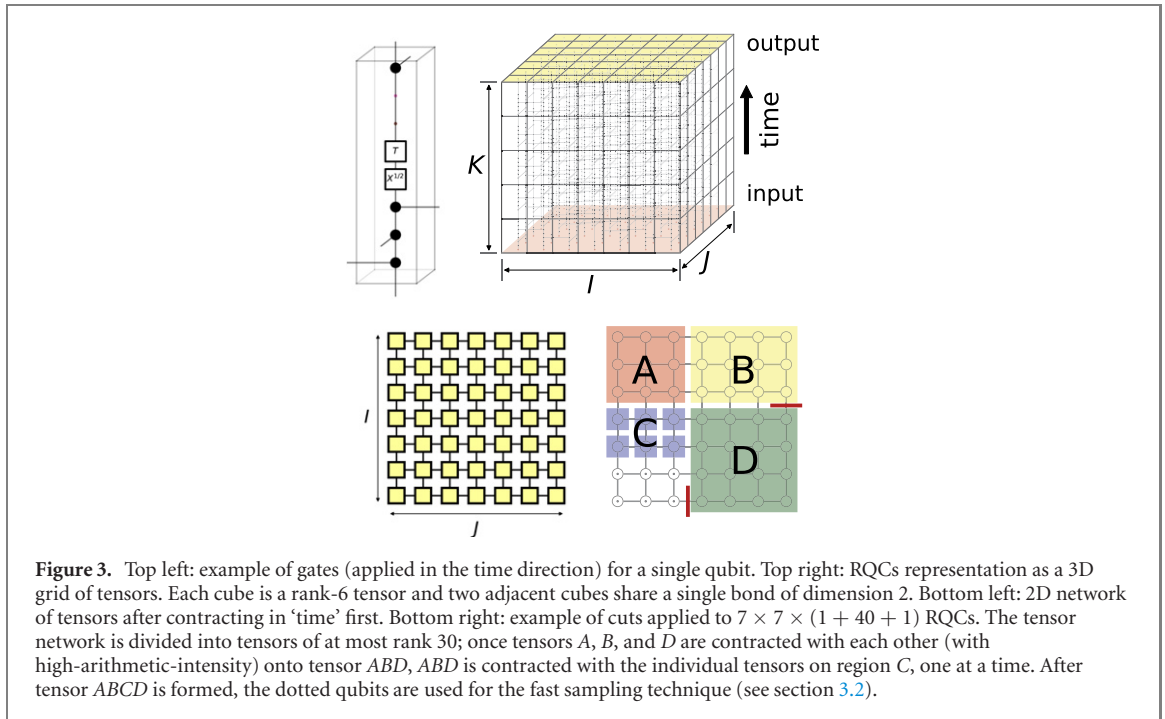 output
time
K
T
X1/2
input
J
I
I
A B
C
D
J
Figure 3. Top left: example of gates (applied in the time direction) for a single qubit. Top right: RQCs representation as a 3D
grid of tensors. Each cube is a rank-6 tensor and two adjacent cubes share a single bond of dimension 2. Bottom left: 2D network
of tensors after contracting in ‘time’ first. Bottom right: example of cuts applied to 7 × 7 × (1 + 40 + 1) RQCs. The tensor
network is divided into tensors of at most rank 30; once tensors A, B, and D are contracted with each other (with
high-arithmetic-intensity) onto tensor ABD, ABD is contracted with the individual tensors on region C, one at a time. After
tensor ABCD is formed, the dotted qubits are used for the fast sampling technique (see section 3.2).